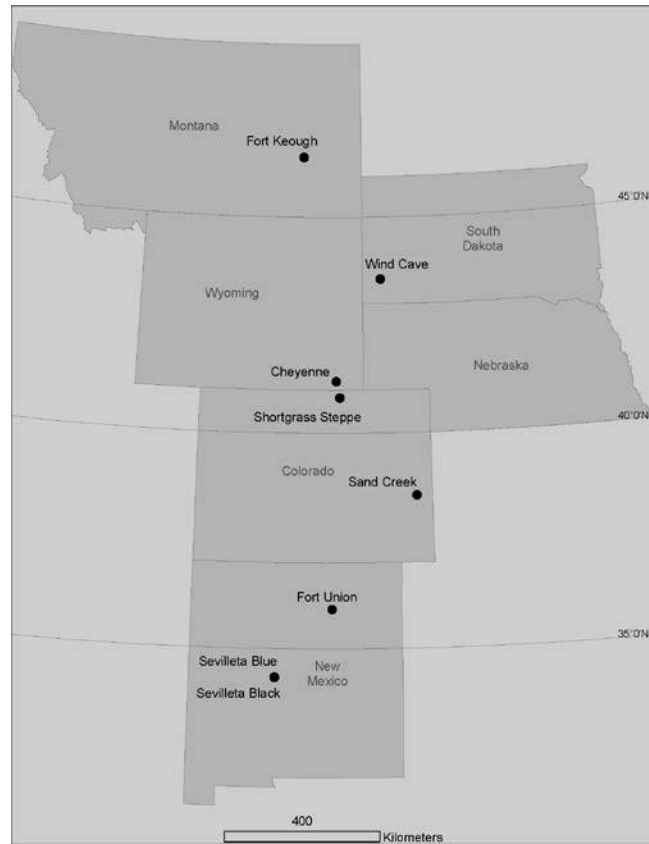 Montana
Fort Keough
45°0'N
South
Dakota
Wind Cave
Wyoming
Cheyenne
Nebraska
Shortgrass Steppe
40°0'N
Colorado
Sand Creek
Fort Union
35°0'N
Sevilleta Blue
New
Mexico
Sevilleta Black
400
Kilometers